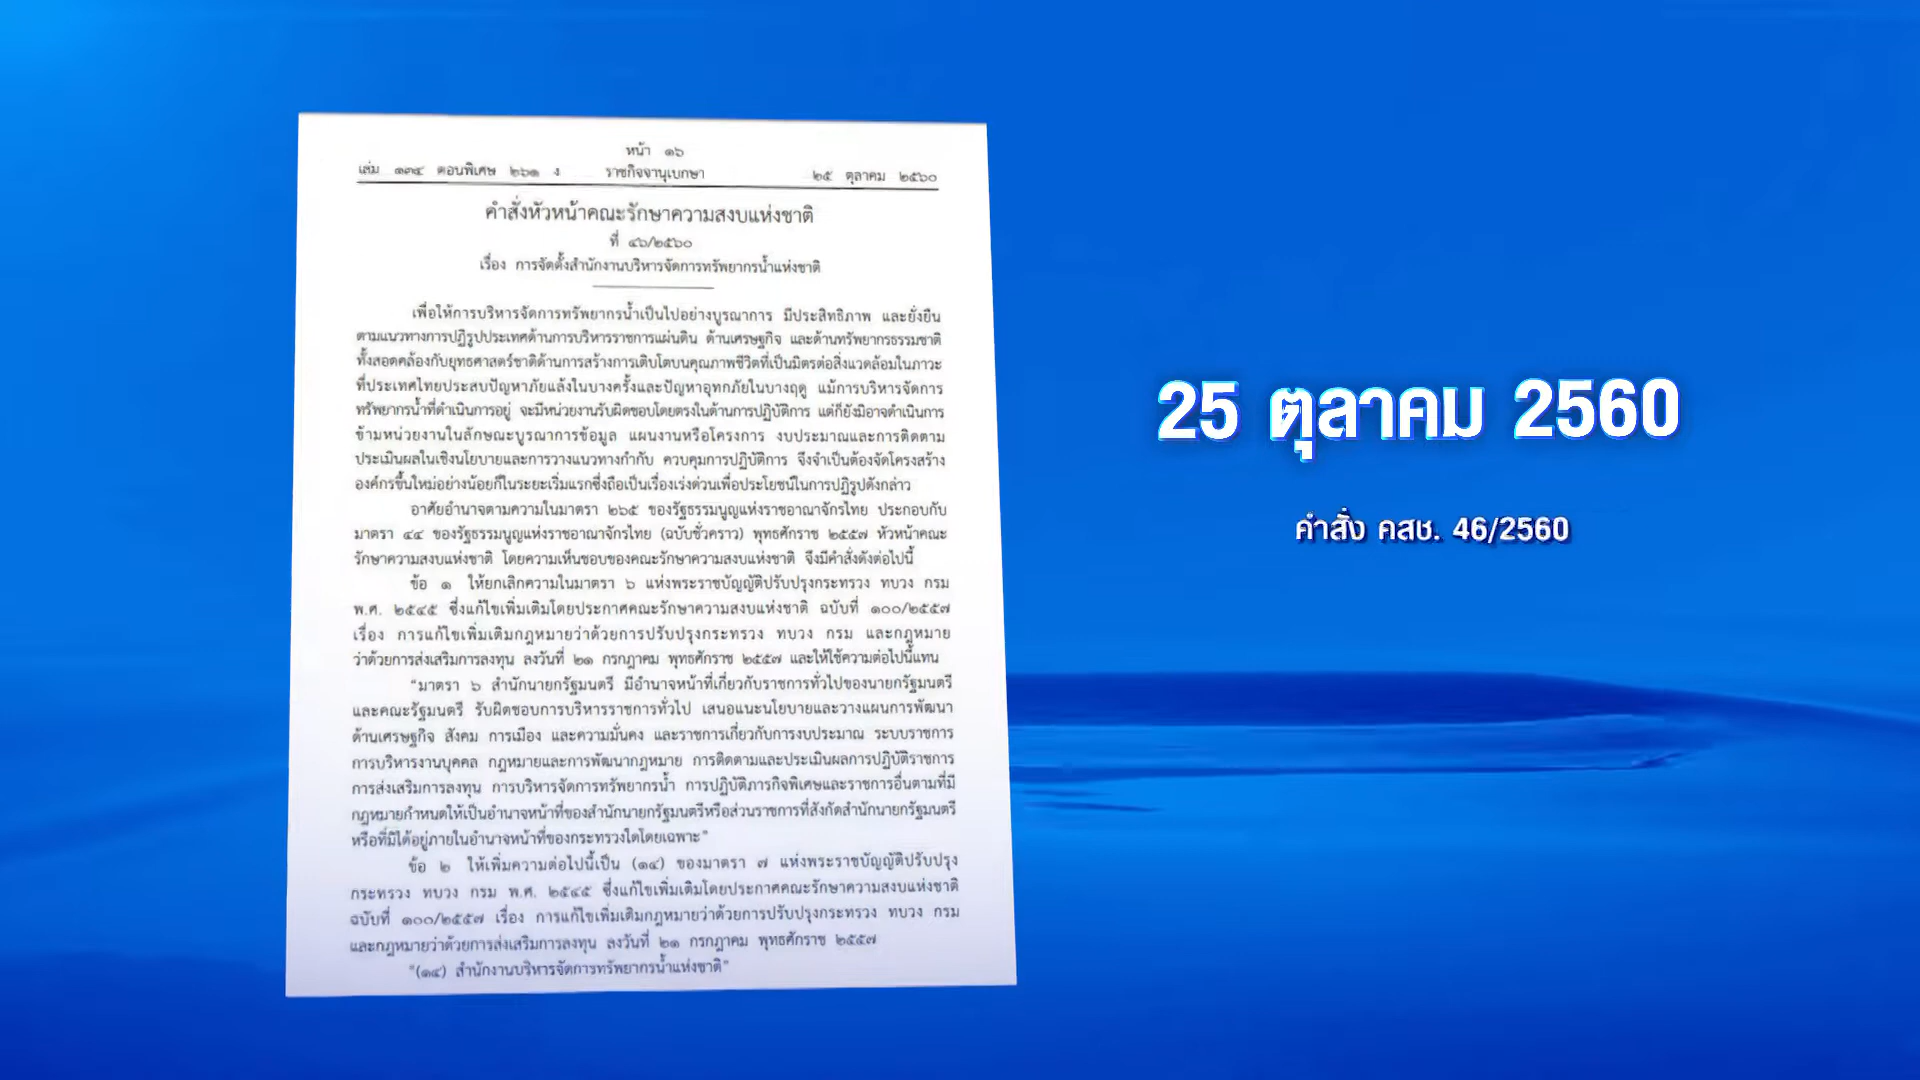 หน้า ๑๖
เล่ม ๑๓๔ ตอนพิเศษ ๒๖๑ ง ราชกิจจานุเบกษา ๒๕ ตุลาคม ๒๕๖๐
คำสั่งหัวหน้าคณะรักษาความสงบแห่งชาติ
ที่ ๔๖/๒๕๖๐
เรื่อง การจัดตั้งสำนักงานบริหารจัดการทรัพยากรน้ำแห่งชาติ
เพื่อให้การบริหารจัดการทรัพยากรน้ำเป็นไปอย่างบูรณาการ มีประสิทธิภาพ และยั่งยืน
ตามแนวทางการปฏิรูปประเทศด้านการบริหารราชการแผ่นดิน ด้านเศรษฐกิจ และด้านทรัพยากรธรรมชาติ
ทั้งสอดคล้องกับยุทธศาสตร์ชาติด้านการสร้างการเติบโตบนคุณภาพชีวิตที่เป็นมิตรต่อสิ่งแวดล้อมในภาวะ
ที่ประเทศไทยประสบปัญหาภัยแล้งในบางครั้งและปัญหาอุทกภัยในบางฤดู แม้การบริหารจัดการ
ทรัพยากรน้ำที่ดำเนินการอยู่ จะมีหน่วยงานรับผิดชอบโดยตรงในด้านการปฏิบัติการ แต่ก็ยังมิอาจดำเนินการ
ข้ามหน่วยงานในลักษณะบูรณาการข้อมูล แผนงานหรือโครงการ งบประมาณและการติดตาม
ประเมินผลในเชิงนโยบายและการวางแนวทางกำกับ ควบคุมการปฏิบัติการ จึงจำเป็นต้องจัดโครงสร้าง
องค์กรขึ้นใหม่อย่างน้อยก็ในระยะเริ่มแรกซึ่งถือเป็นเรื่องเร่งด่วนเพื่อประโยชน์ในการปฏิรูปดังกล่าว
อาศัยอำนาจตามความในมาตรา ๒๖๕ ของรัฐธรรมนูญแห่งราชอาณาจักรไทย ประกอบกับ
มาตรา ๔๔ ของรัฐธรรมนูญแห่งราชอาณาจักรไทย (ฉบับชั่วคราว) พุทธศักราช ๒๕๕๗ หัวหน้าคณะ
รักษาความสงบแห่งชาติ โดยความเห็นชอบของคณะรักษาความสงบแห่งชาติ จึงมีคำสั่งดังต่อไปนี้
ข้อ ๑ ให้ยกเลิกความในมาตรา ๖ แห่งพระราชบัญญัติปรับปรุงกระทรวง ทบวง กรม
พ.ศ. ๒๕๔๕ ซึ่งแก้ไขเพิ่มเติมโดยประกาศคณะรักษาความสงบแห่งชาติ ฉบับที่ ๑๐๐/๒๕๕๗
เรื่อง การแก้ไขเพิ่มเติมกฎหมายว่าด้วยการปรับปรุงกระทรวง ทบวง กรม และกฎหมาย
ว่าด้วยการส่งเสริมการลงทุน ลงวันที่ ๒๑ กรกฎาคม พุทธศักราช ๒๕๕๗ และให้ใช้ความต่อไปนี้แทน
“มาตรา ๖ สำนักนายกรัฐมนตรี มีอำนาจหน้าที่เกี่ยวกับราชการทั่วไปของนายกรัฐมนตรี
และคณะรัฐมนตรี รับผิดชอบการบริหารราชการทั่วไป เสนอแนะนโยบายและวางแผนการพัฒนา
ด้านเศรษฐกิจ สังคม การเมือง และความมั่นคง และราชการเกี่ยวกับการงบประมาณ ระบบราชการ
การบริหารงานบุคคล กฎหมายและการพัฒนากฎหมาย การติดตามและประเมินผลการปฏิบัติราชการ
การส่งเสริมการลงทุน การบริหารจัดการทรัพยากรน้ำ การปฏิบัติภารกิจพิเศษและราชการอื่นตามที่มี
กฎหมายกำหนดให้เป็นอำนาจหน้าที่ของสำนักนายกรัฐมนตรีหรือส่วนราชการที่สังกัดสำนักนายกรัฐมนตรี
หรือที่มิได้อยู่ภายในอำนาจหน้าที่ของกระทรวงใดโดยเฉพาะ”
ข้อ ๒ ให้เพิ่มความต่อไปนี้เป็น (๑๔) ของมาตรา ๗ แห่งพระราชบัญญัติปรับปรุง
กระทรวง ทบวง กรม พ.ศ. ๒๕๔๕ ซึ่งแก้ไขเพิ่มเติมโดยประกาศคณะรักษาความสงบแห่งชาติ
ฉบับที่ ๑๐๐/๒๕๕๗ เรื่อง การแก้ไขเพิ่มเติมกฎหมายว่าด้วยการปรับปรุงกระทรวง ทบวง กรม
และกฎหมายว่าด้วยการส่งเสริมการลงทุน ลงวันที่ ๒๑ กรกฎาคม พุทธศักราช ๒๕๕๗
“(๑๔) สำนักงานบริหารจัดการทรัพยากรน้ำแห่งชาติ”
25 ตุลาคม 2560
คำสั่ง คสช. 46/2560